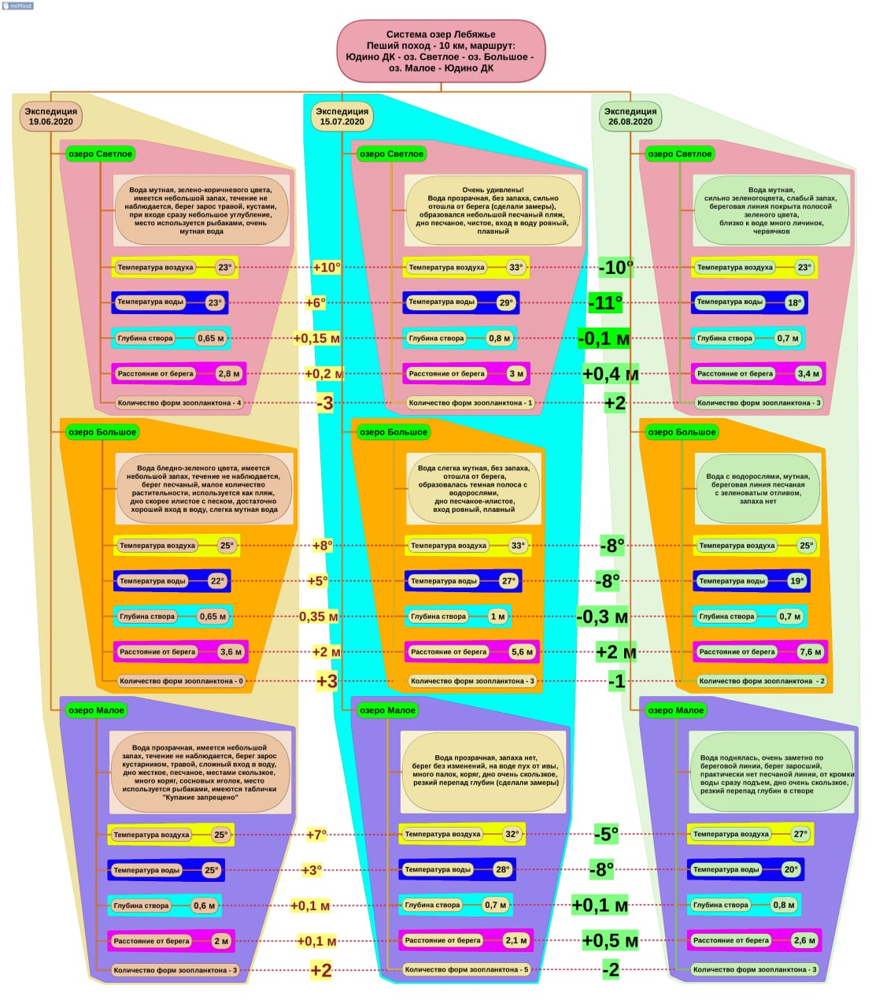 miMind
Система озер Лебяжье
Пеший поход - 10 км, маршрут:
Юдино ДК - оз. Светлое - оз. Большое -
оз. Малое - Юдино ДК
Экспедиция
19.06.2020
озеро Светлое
Вода мутная, зелено-коричневого цвета,
имеется небольшой запах, течение не
наблюдается, берег зарос травой, кустами,
при входе сразу небольшое углубление,
место используется рыбаками, очень
мутная вода
Температура воздуха 23°
Температура воды 23°
Глубина створа 0,65 м
Расстояние от берега 2,8 м
Количество форм зоопланктона - 4
озеро Большое
Вода бледно-зеленого цвета, имеется
небольшой запах, течение не наблюдается,
берег песчаный, малое количество
растительности, используется как пляж,
дно скорее илистое с песком, достаточно
хороший вход в воду, слегка мутная вода
Температура воздуха 25°
Температура воды 22°
Глубина створа 0,65 м
Расстояние от берега 3,6 м
Количество форм зоопланктона - 0
озеро Малое
Вода прозрачная, имеется небольшой
запах, течение не наблюдается, берег зарос
кустарником, травой, сложный вход в воду,
дно жесткое, песчаное, местами скользкое,
много коряг, сосновых иголок, место
используется рыбаками, имеются таблички
"Купание запрещено"
Температура воздуха 25°
Температура воды 25°
Глубина створа 0,6 м
Расстояние от берега 2 м
Количество форм зоопланктона - 3
+10°
+6°
+0,15 м
+0,2 м
-3
+8°
+5°
0,35 м
+2 м
+3
+7°
+3°
+0,1 м
+0,1 м
+2
Экспедиция
15.07.2020
озеро Светлое
Очень удивлены!
Вода прозрачная, без запаха, сильно
отошла от берега (сделали замеры),
образовался небольшой песчаный пляж,
дно песчаное, чистое, вход в воду ровный,
плавный
Температура воздуха 33°
Температура воды 29°
Глубина створа 0,8 м
Расстояние от берега 3 м
Количество форм зоопланктона - 1
озеро Большое
Вода слегка мутная, без запаха,
отошла от берега,
образовалась темная полоса с
водорослями,
дно песчаное-илистое,
вход ровный, плавный
Температура воздуха 33°
Температура воды 27°
Глубина створа 1 м
Расстояние от берега 5,6 м
Количество форм зоопланктона - 3
озеро Малое
Вода прозрачная, запаха нет,
берег без изменений, на воде пух от ивы,
много палок, коряг, дно очень скользкое,
резкий перепад глубин (сделали замеры)
Температура воздуха 32°
Температура воды 28°
Глубина створа 0,7 м
Расстояние от берега 2,1 м
Количество форм зоопланктона - 5
-10°
-11°
-0,1 м
+0,4 м
+2
-8°
-8°
-0,3 м
+2 м
-1
-5°
-8°
+0,1 м
+0,5 м
-2
Экспедиция
26.08.2020
озеро Светлое
Вода мутная,
сильно зеленогоцвета, слабый запах,
береговая линия покрыта полосой
зеленого цвета,
близко к воде много личинок,
червячков
Температура воздуха 23°
Температура воды 18°
Глубина створа 0,7 м
Расстояние от берега 3,4 м
Количество форм зоопланктона - 3
озеро Большое
Вода с водорослями, мутная,
береговая линия песчаная
с зеленоватым отливом,
запаха нет
Температура воздуха 25°
Температура воды 19°
Глубина створа 0,7 м
Расстояние от берега 7,6 м
Количество форм зоопланктона - 2
озеро Малое
Вода поднялась, очень заметно по
береговой линии, берег заросший,
практически нет песчаной линии, от кромки
воды сразу подъем, дно очень скользкое,
резкий перепад глубин в створе
Температура воздуха 27°
Температура воды 20°
Глубина створа 0,8 м
Расстояние от берега 2,6 м
Количество форм зоопланктона - 3